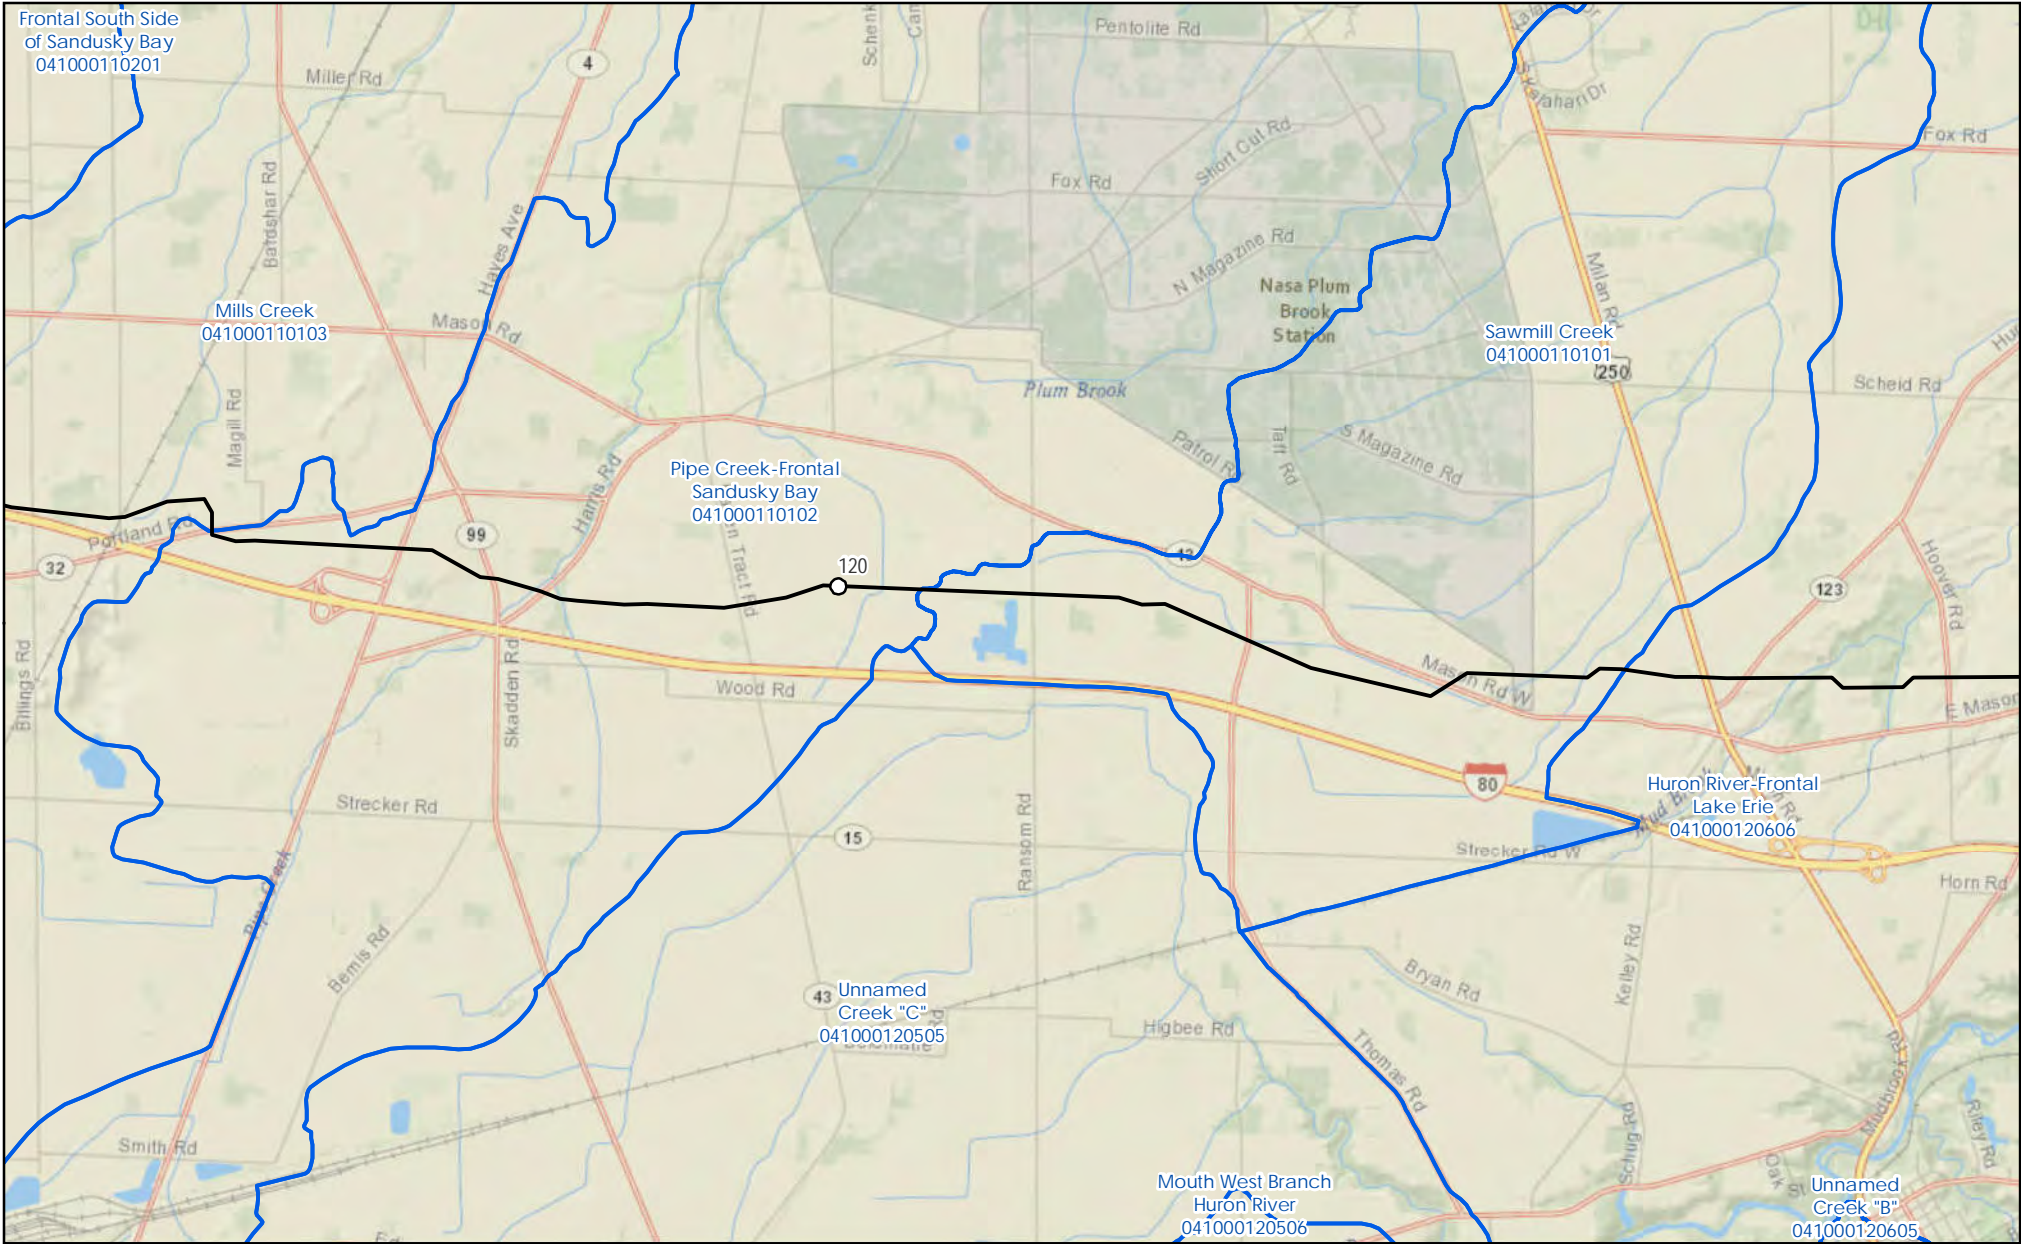 Frontal South Side
of Sandusky Bay
041000110201
Miller Rd
4
Pentolite Rd
Fox Rd
Bardshar Rd
Hayes Ave
Short Cut Rd
Fox Rd
N Magazine Rd
Nasa Plum
Brook
Station
Milan Rd
Mills Creek
041000110103
Mason Rd
Sawmill Creek
041000110101
250
Scheid Rd
Magill Rd
Plum Brook
Patrol Rd
Taft Rd
S Magazine Rd
Harris Rd
Pipe Creek-Frontal
Sandusky Bay
041000110102
Portland Rd
99
32
120
123
Hoover Rd
Billings Rd
Skadden Rd
Wood Rd
Mason Rd W
E Mason
80
Huron River-Frontal
Lake Erie
041000120606
Strecker Rd
15
Ransom Rd
Strecker Rd W
Horn Rd
Pipe Creek
Bemis Rd
Kelley Rd
Bryan Rd
43
Unnamed
Creek "C"
041000120505
Higbee Rd
Thomas Rd
Smith Rd
Schug Rd
Riley Rd
Oak St
Mouth West Branch
Huron River
041000120506
Unnamed
Creek "B"
041000120605